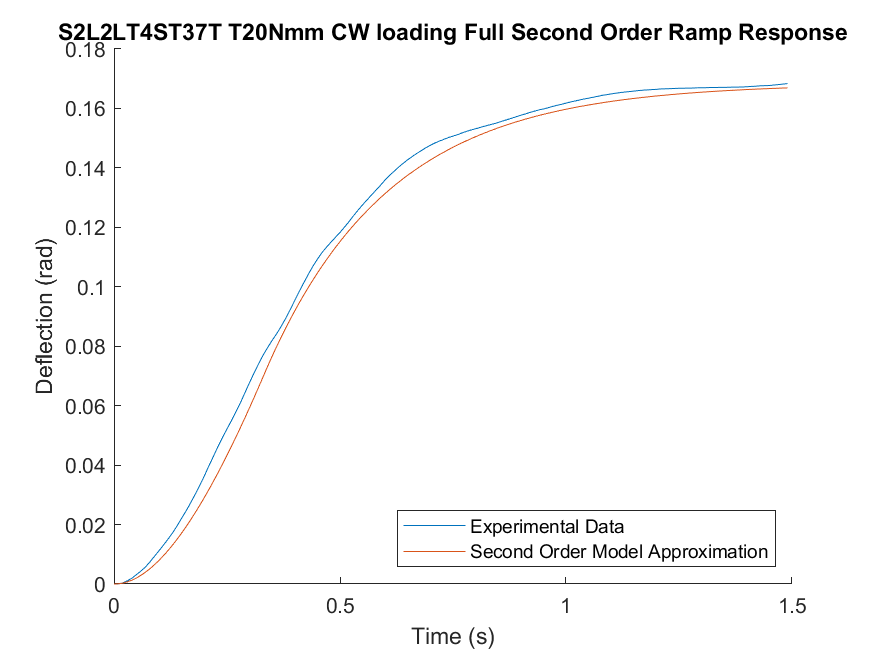 S2L2LT4ST37T T20Nmm CW loading Full Second Order Ramp Response
0.18
0.16
0.14
0.12
0.1
0.08
0.06
0.04
0.02
0
Deflection (rad)
Experimental Data
Second Order Model Approximation
0 0.5 1 1.5
Time (s)